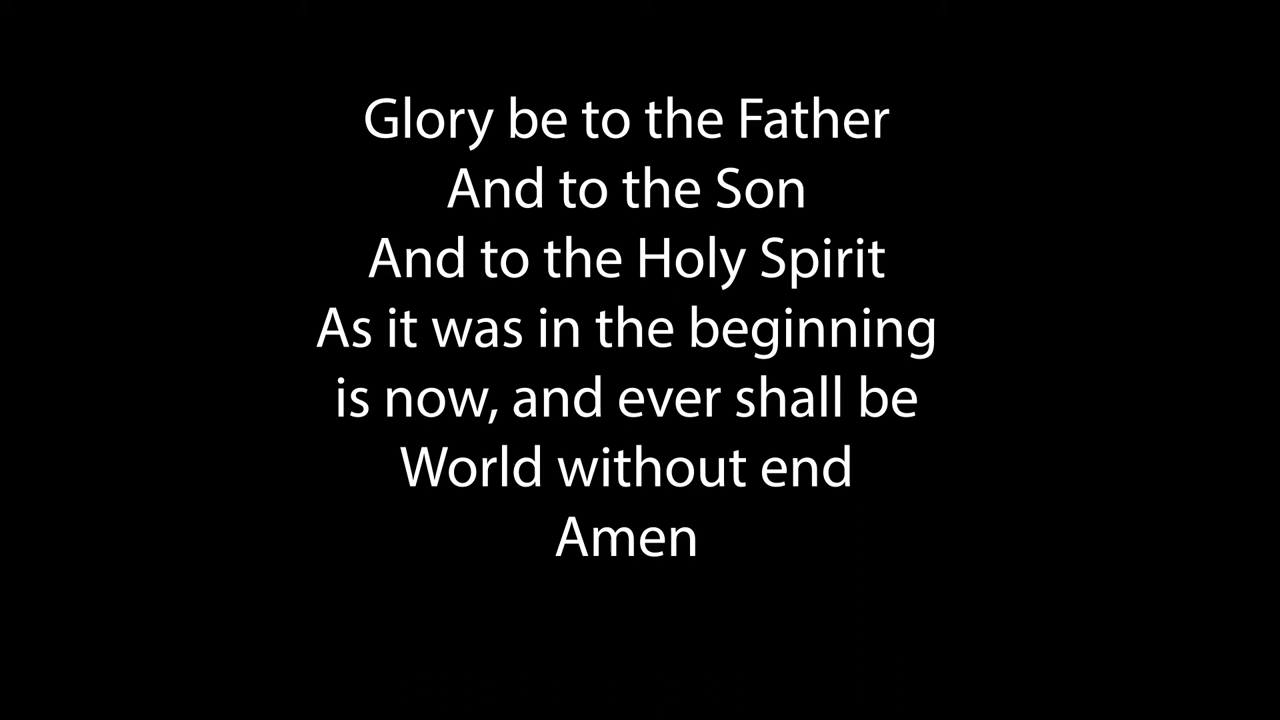 Glory be to the Father
And to the Son
And to the Holy Spirit
As it was in the beginning
is now, and ever shall be
World without end
Amen